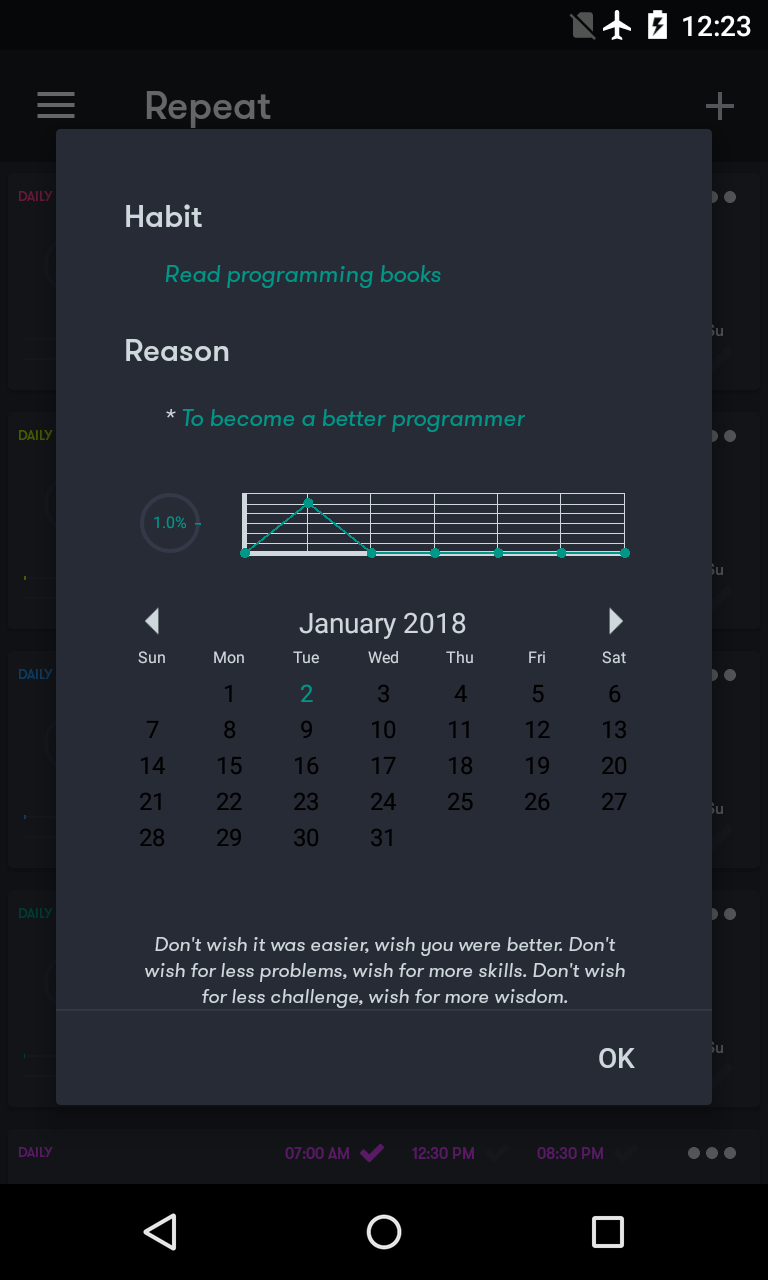 12:23
Repeat
DAILY
Habit
Read programming books
Su
Reason
DAILY
* To become a better programmer
1.0%
Su
January 2018
Sun Mon Tue Wed Thu Fri Sat
DAILY
1 2 3 4 5 6
7 8 9 10 11 12 13
14 15 16 17 18 19 20
21 22 23 24 25 26 27
Su
28 29 30 31
DAILY
Don't wish it was easier, wish you were better. Don't
wish for less problems, wish for more skills. Don't wish
for less challenge, wish for more wisdom.
Su
OK
DAILY 07:00 AM 12:30 PM 08:30 PM